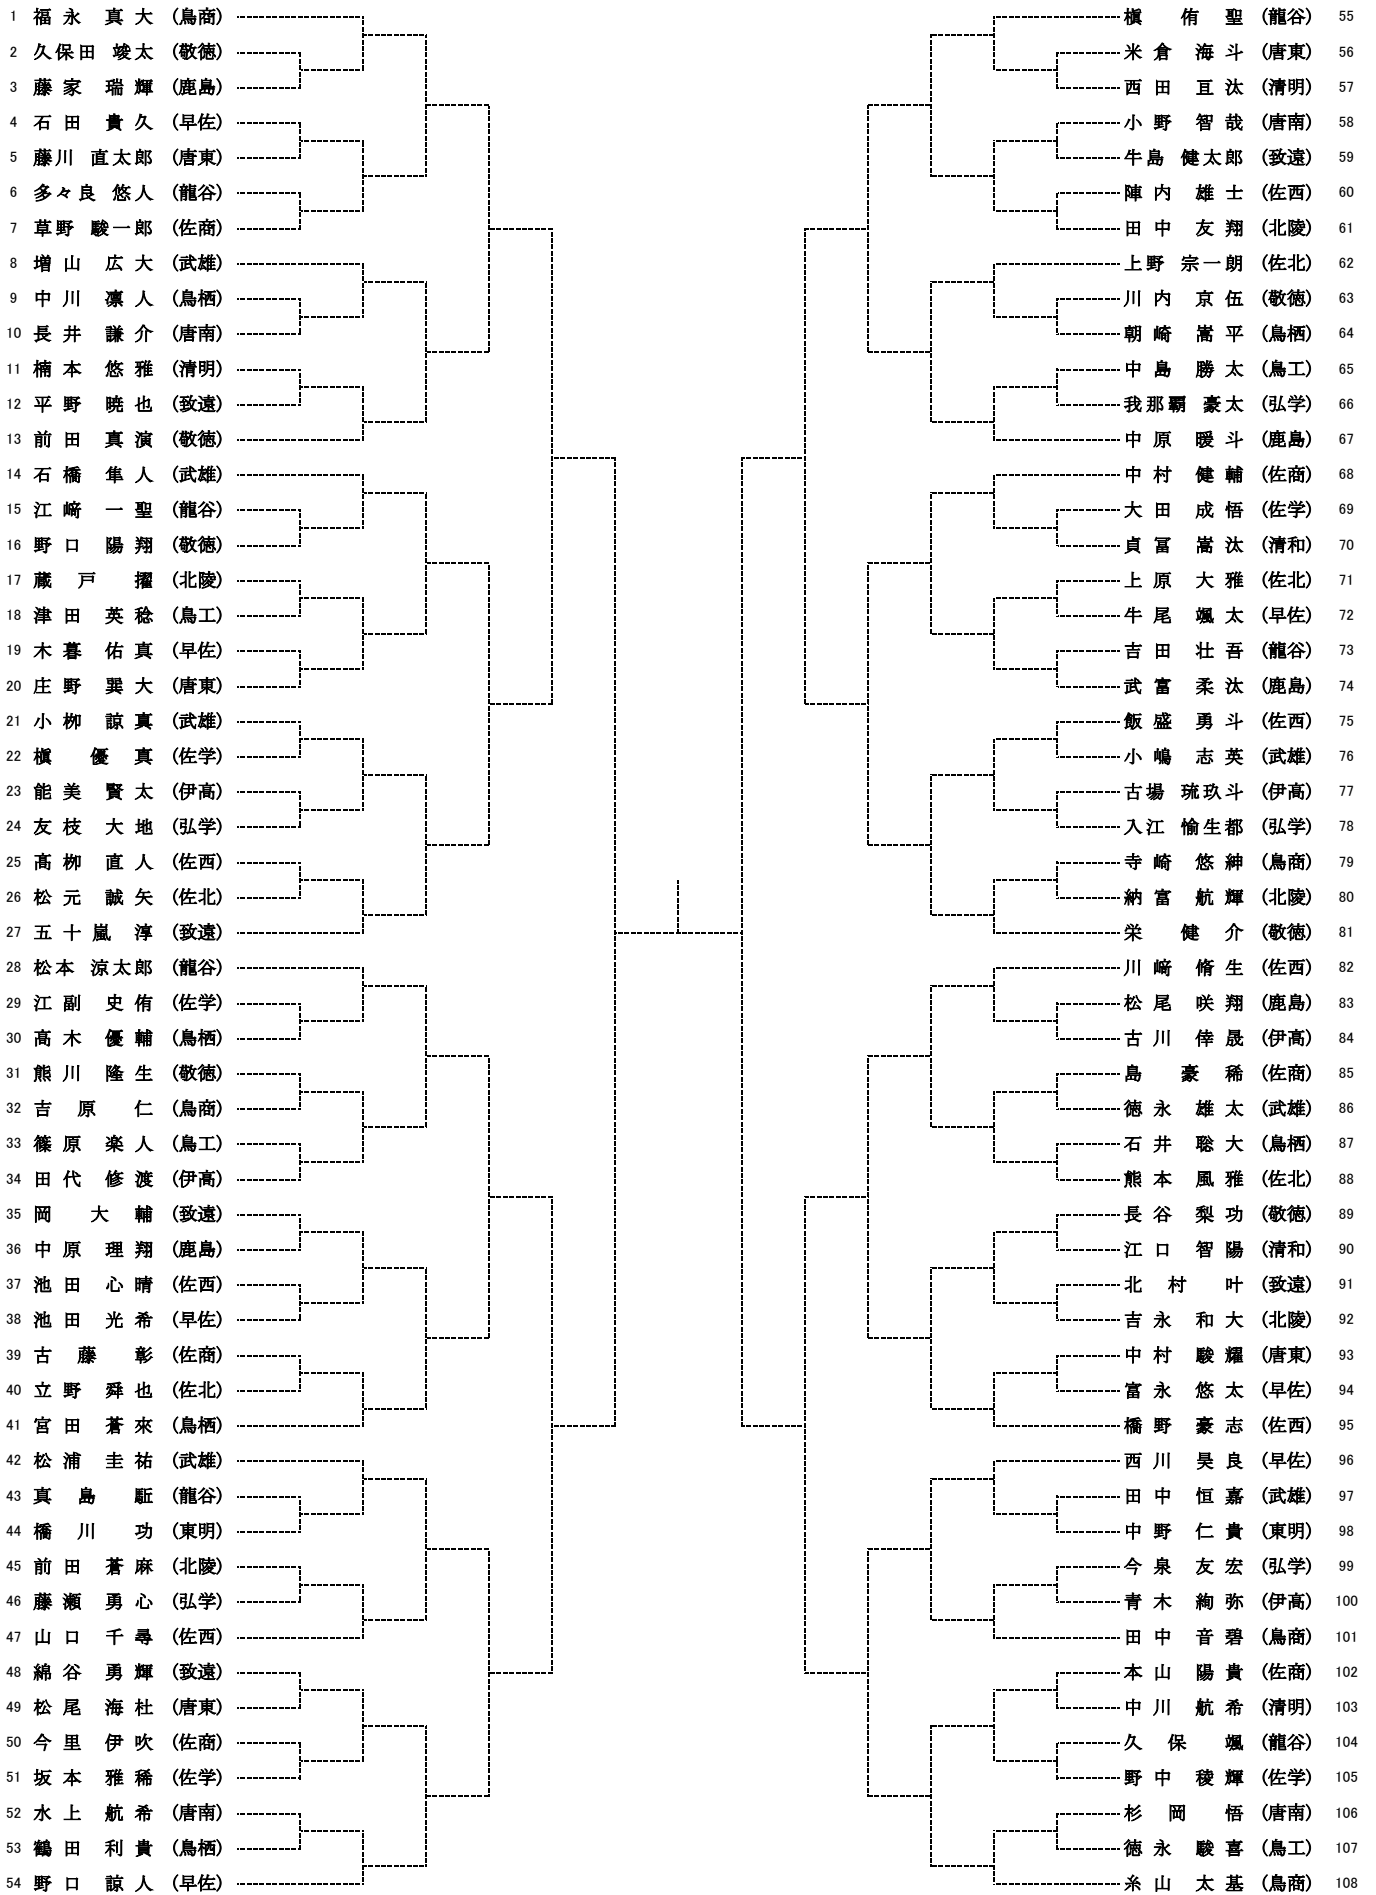 1 福永 真大 (鳥商)
2 久保田 竣太 (敬徳)
3 藤家 瑞輝 (鹿島)
4 石田 貴久 (早佐)
5 藤川 直太郎 (唐東)
6 多々良 悠人 (龍谷)
7 草野 駿一郎 (佐商)
8 増山 広大 (武雄)
9 中川 凛人 (鳥栖)
10 長井 謙介 (唐南)
11 楠本 悠雅 (清明)
12 平野 暁也 (致遠)
13 前田 真演 (敬徳)
14 石橋 隼人 (武雄)
15 江﨑 一聖 (龍谷)
16 野口 陽翔 (敬徳)
17 蔵戸 擢 (北陵)
18 津田 英稔 (鳥工)
19 木暮 佑真 (早佐)
20 庄野 巽大 (唐東)
21 小栁 諒真 (武雄)
22 槇 優真 (佐学)
23 能美 賢太 (伊高)
24 友枝 大地 (弘学)
25 高栁 直人 (佐西)
26 松元 誠矢 (佐北)
27 五十嵐 淳 (致遠)
28 松本 涼太郎 (龍谷)
29 江副 史侑 (佐学)
30 高木 優輔 (鳥栖)
31 熊川 隆生 (敬徳)
32 吉原 仁 (鳥商)
33 篠原 楽人 (鳥工)
34 田代 修渡 (伊高)
35 岡 大輔 (致遠)
36 中原 理翔 (鹿島)
37 池田 心晴 (佐西)
38 池田 光希 (早佐)
39 古藤 彰 (佐商)
40 立野 舜也 (佐北)
41 宮田 蒼來 (鳥栖)
42 松浦 圭祐 (武雄)
43 真島 駈 (龍谷)
44 橋川 功 (東明)
45 前田 蒼麻 (北陵)
46 藤瀬 勇心 (弘学)
47 山口 千尋 (佐西)
48 綿谷 勇輝 (致遠)
49 松尾 海杜 (唐東)
50 今里 伊吹 (佐商)
51 坂本 雅稀 (佐学)
52 水上 航希 (唐南)
53 鶴田 利貴 (鳥栖)
54 野口 諒人 (早佐)
槇 侑聖 (龍谷) 55
米倉 海斗 (唐東) 56
西田 亘汰 (清明) 57
小野 智哉 (唐南) 58
牛島 健太郎 (致遠) 59
陣内 雄士 (佐西) 60
田中 友翔 (北陵) 61
上野 宗一朗 (佐北) 62
川内 京伍 (敬徳) 63
朝崎 嵩平 (鳥栖) 64
中島 勝太 (鳥工) 65
我那覇 豪太 (弘学) 66
中原 暖斗 (鹿島) 67
中村 健輔 (佐商) 68
大田 成悟 (佐学) 69
貞冨 嵩汰 (清和) 70
上原 大雅 (佐北) 71
牛尾 颯太 (早佐) 72
吉田 壮吾 (龍谷) 73
武富 柔汰 (鹿島) 74
飯盛 勇斗 (佐西) 75
小嶋 志英 (武雄) 76
古場 琉玖斗 (伊高) 77
入江 愉生都 (弘学) 78
寺崎 悠紳 (鳥商) 79
納富 航輝 (北陵) 80
栄 健介 (敬徳) 81
川﨑 脩生 (佐西) 82
松尾 咲翔 (鹿島) 83
古川 倖晟 (伊高) 84
島 豪稀 (佐商) 85
徳永 雄太 (武雄) 86
石井 聡大 (鳥栖) 87
熊本 風雅 (佐北) 88
長谷 梨功 (敬徳) 89
江口 智陽 (清和) 90
北村 叶 (致遠) 91
吉永 和大 (北陵) 92
中村 駿耀 (唐東) 93
富永 悠太 (早佐) 94
橋野 豪志 (佐西) 95
西川 昊良 (早佐) 96
田中 恒嘉 (武雄) 97
中野 仁貴 (東明) 98
今泉 友宏 (弘学) 99
青木 絢弥 (伊高) 100
田中 音碧 (鳥商) 101
本山 陽貴 (佐商) 102
中川 航希 (清明) 103
久保 颯 (龍谷) 104
野中 稜輝 (佐学) 105
杉岡 悟 (唐南) 106
徳永 駿喜 (鳥工) 107
糸山 太基 (鳥商) 108